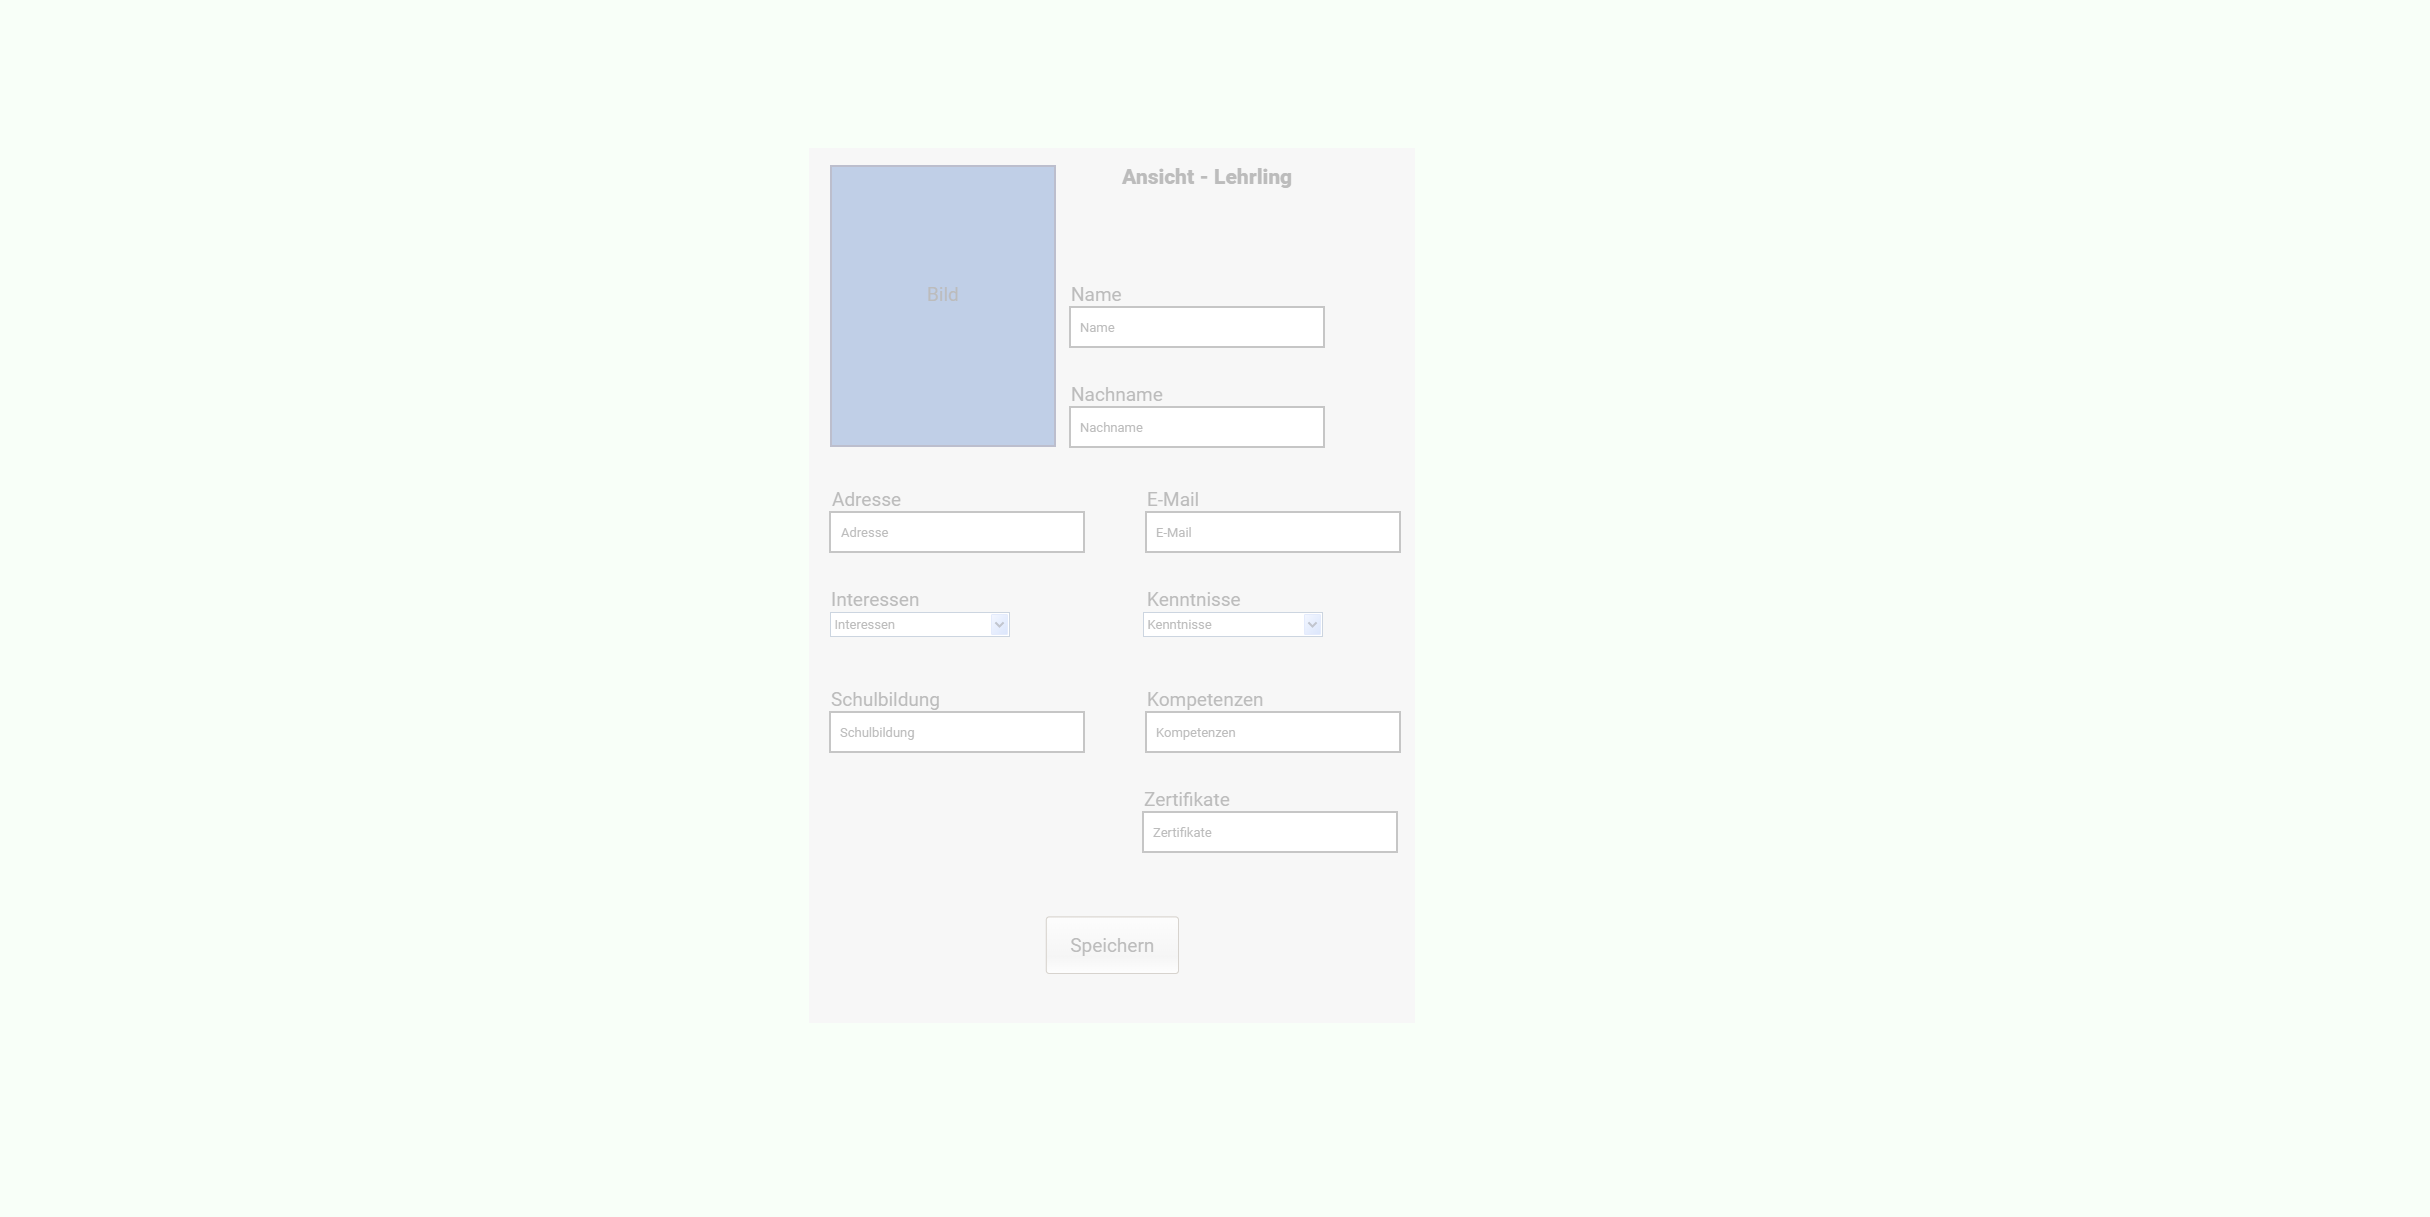 Ansicht - Lehrling
Bild
Name
Name
Nachname
Nachname
Adresse
Adresse
E-Mail
E-Mail
Interessen
Interessen
Kenntnisse
Kenntnisse
Schulbildung
Schulbildung
Kompetenzen
Kompetenzen
Zertifikate
Zertifikate
Speichern